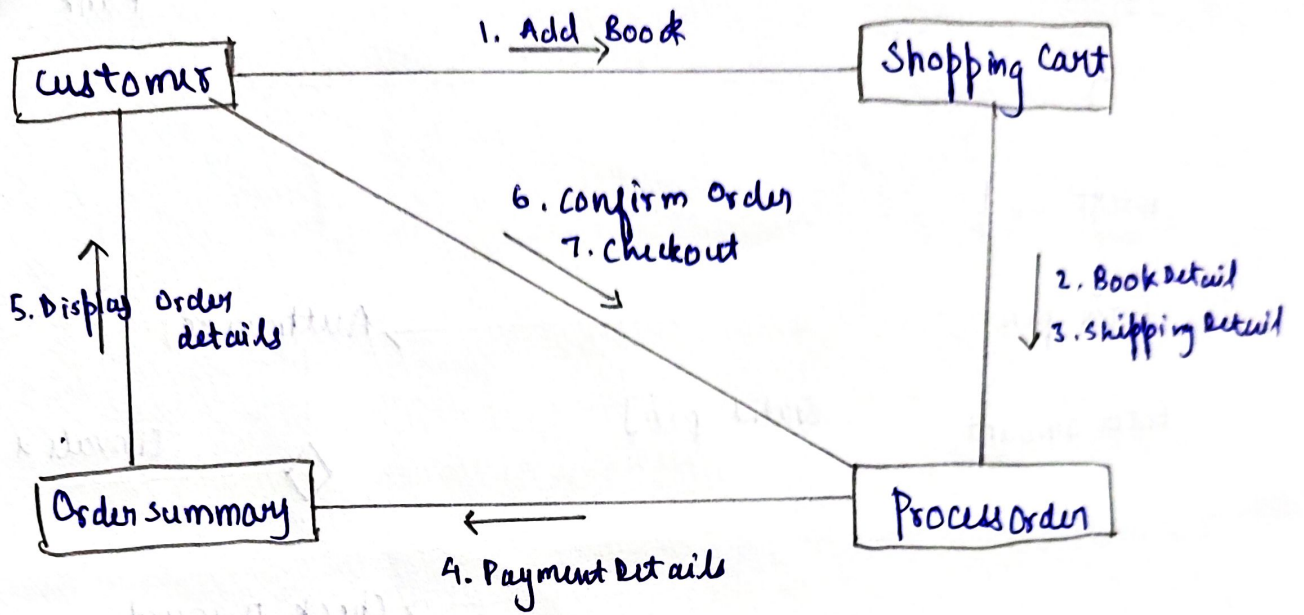 1. Add Book
Customer
Shopping Cart
6. Confirm Order
7. Checkout
2. Book Detail
3. Shipping Detail
5. Display Order
details
Order summary
Process Order
4. Payment Details